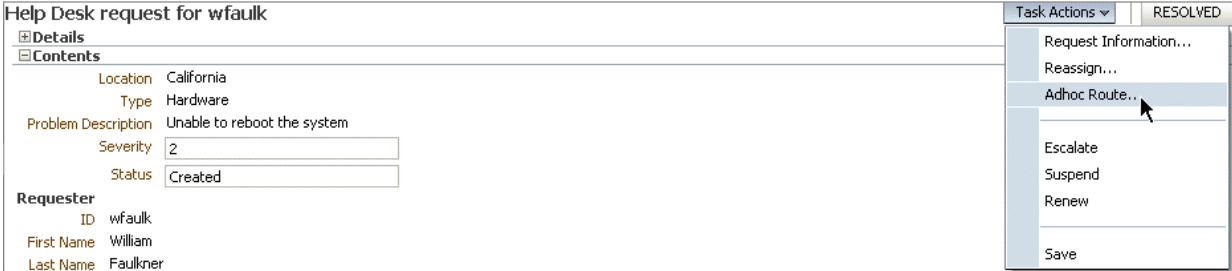 Help Desk request for wfaulk
Task Actions
RESOLVED
Details
Contents
Location California
Type Hardware
Problem Description Unable to reboot the system
Severity 2
Status Created
Requester
ID wfaulk
First Name William
Last Name Faulkner
Request Information...
Reassign...
Adhoc Route...
Escalate
Suspend
Renew
Save